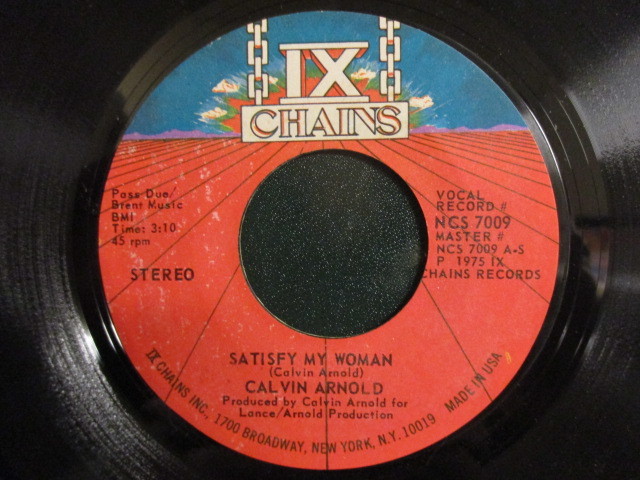 IX
CHAINS
Pass Due/
Brent Music
BMI
Time: 3:10
45 rpm
STEREO
VOCAL
RECORD #
NCS 7009
MASTER #
NCS 7009 A-S
P 1975 IX
CHAINS RECORDS
SATISFY MY WOMAN
(Calvin Arnold)
CALVIN ARNOLD
Produced by Calvin Arnold for
Lance/Arnold Production
IX CHAINS INC., 1700 BROADWAY, NEW YORK, N.Y. 10019 MADE IN USA